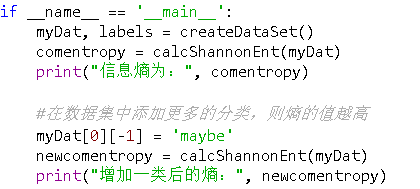 if __name__ == '__main__':
    myDat, labels = createDataSet()
    comentropy = calcShannonEnt(myDat)
    print("信息熵为：", comentropy)

    #在数据集中添加更多的分类，则熵的值越高
    myDat[0][-1] = 'maybe'
    newcomentropy = calcShannonEnt(myDat)
    print("增加一类后的熵：", newcomentropy)